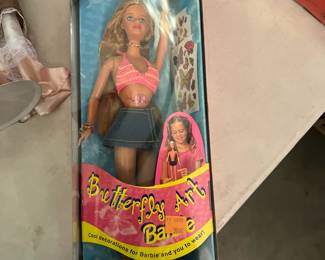 Butterfly Art
Barbie
Cool decorations for Barbie and you to wear!